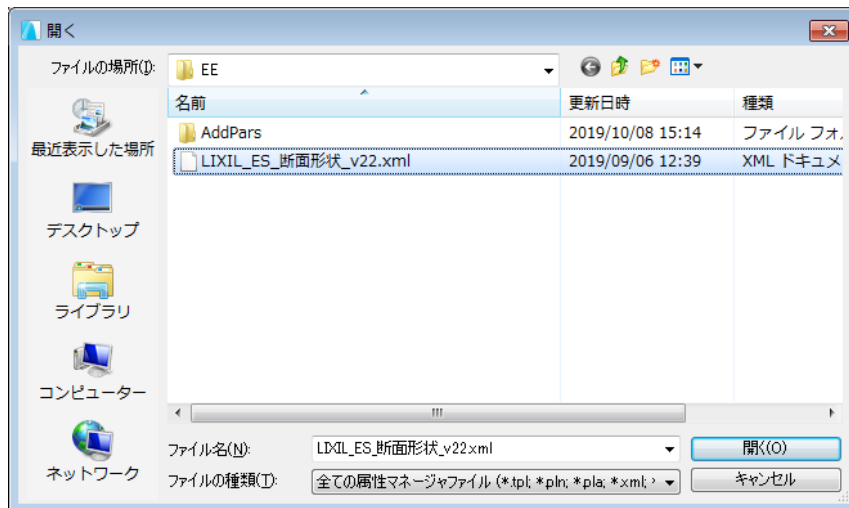 開く
ファイルの場所(I):
EE
名前
更新日時
種類
AddPars
2019/10/08 15:14
ファイル フォル
LIXIL_ES_断面形状_v22.xml
2019/09/06 12:39
XML ドキュメ
最近表示した場所
デスクトップ
ライブラリ
コンピューター
ネットワーク
ファイル名(N):
LIXIL_ES_断面形状_v22.xml
開く(O)
ファイルの種類(T):
全ての属性マネージャファイル (*.tpl; *.pln; *.pla; *.xml; *
キャンセル